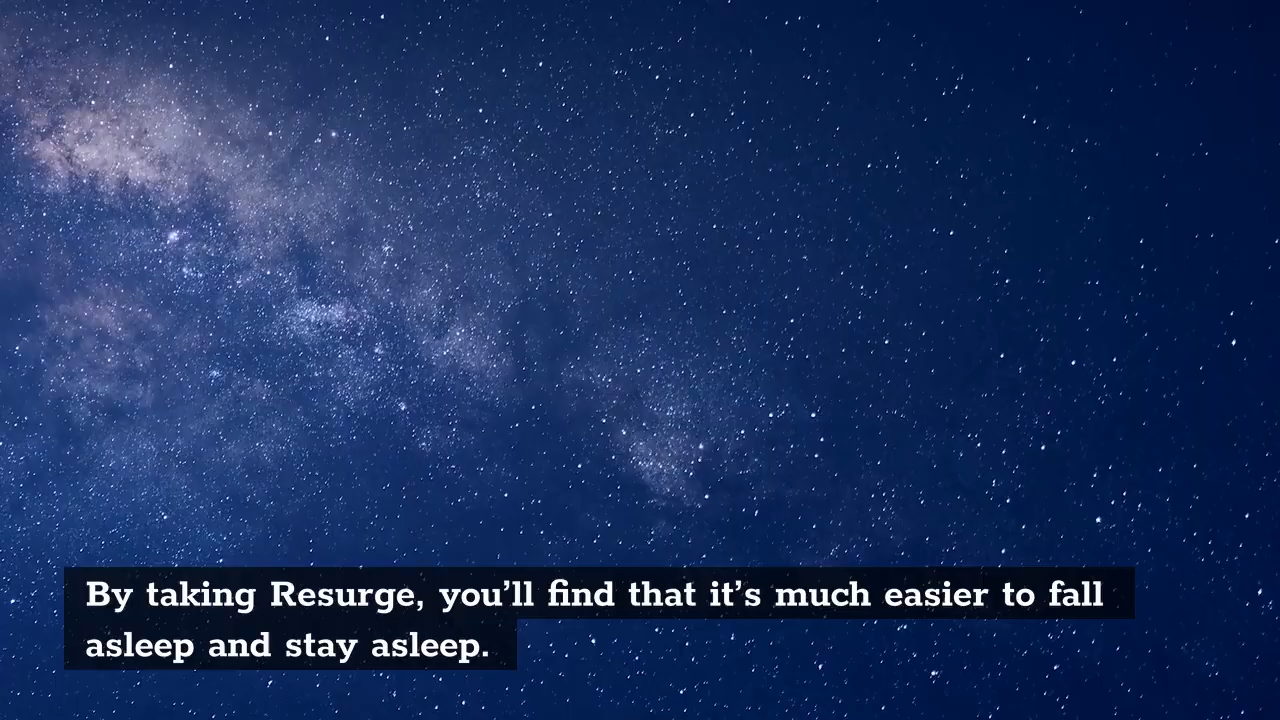 By taking Resurge, you’ll find that it’s much easier to fall
asleep and stay asleep.